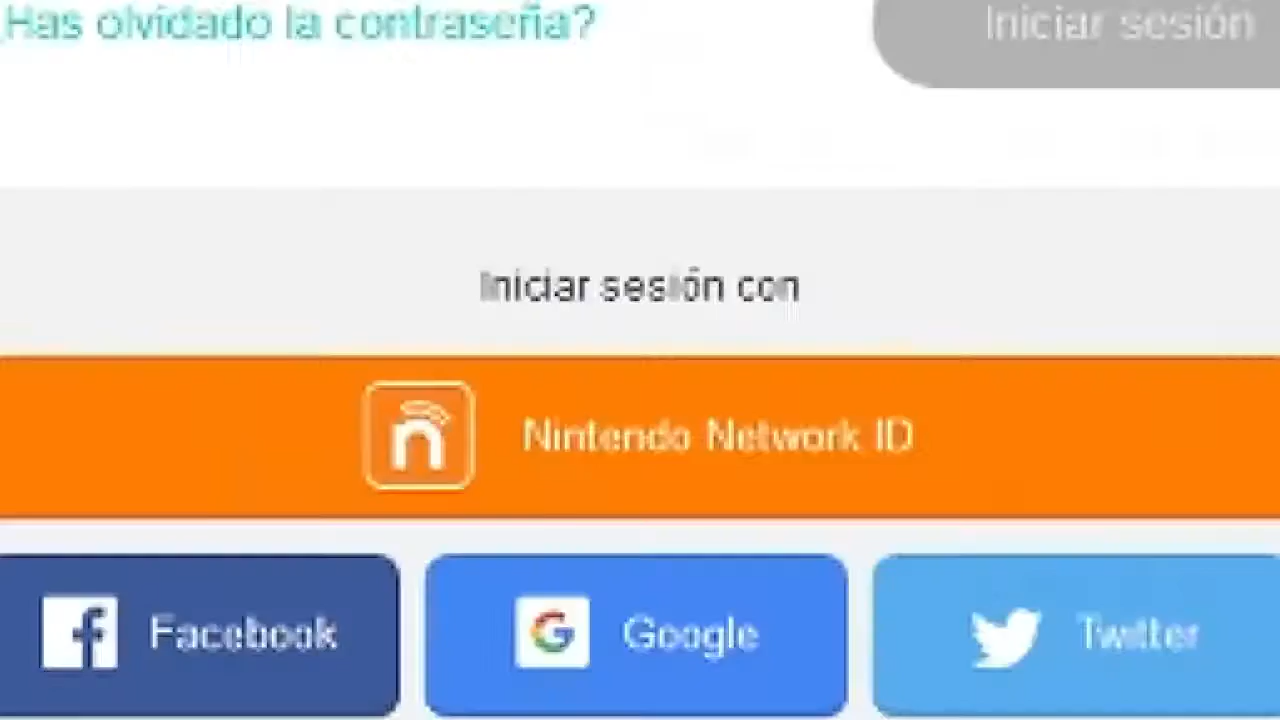 ¿Has olvidado la contraseña?
Iniciar sesión
Iniciar sesión con
Nintendo Network ID
Facebook
Google
Twitter